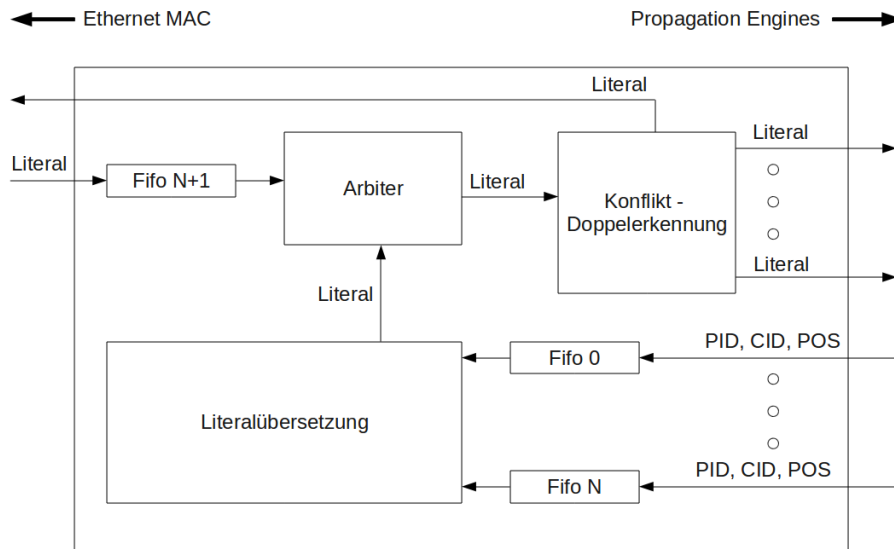 Ethernet MAC
Propagation Engines
Literal
Literal
Literal
Fifo N+1
Arbiter
Literal
Konflikt -
Doppelerkennung
Literal
Literal
PID, CID, POS
Fifo 0
Literalübersetzung
PID, CID, POS
Fifo N